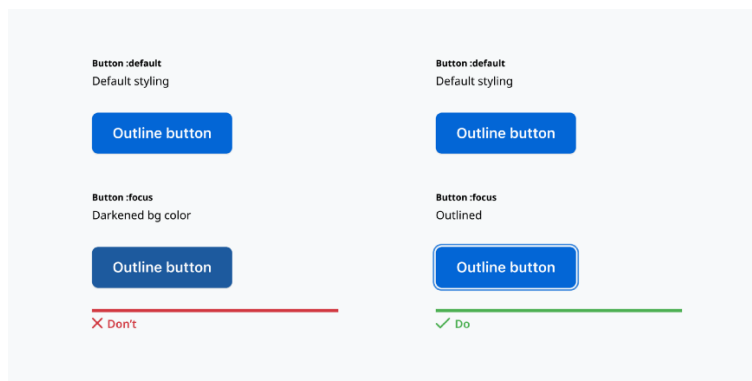 Button :default
Default styling
Outline button
Button :focus
Darkened bg color
Outline button
Don't
Button :default
Default styling
Outline button
Button :focus
Outlined
Outline button
Do